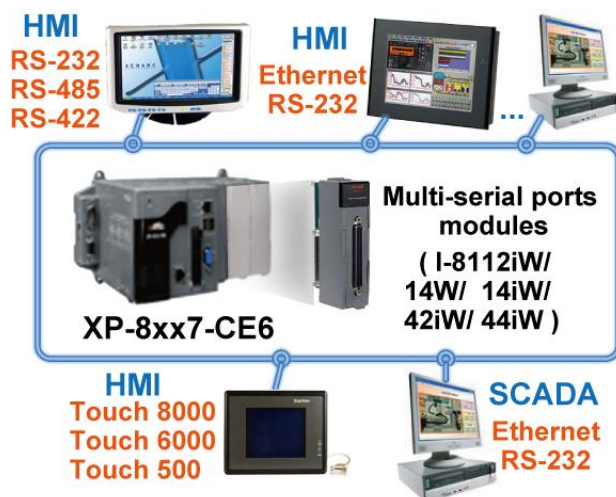 HMI
RS-232
RS-485
RS-422
XENARC
HMI
Ethernet
RS-232
...
Multi-serial ports
modules
( I-8112iW/
14W/ 14iW/
42iW/ 44iW )
XP-8xx7-CE6
HMI
Touch 8000
Touch 6000
Touch 500
SCADA
Ethernet
RS-232